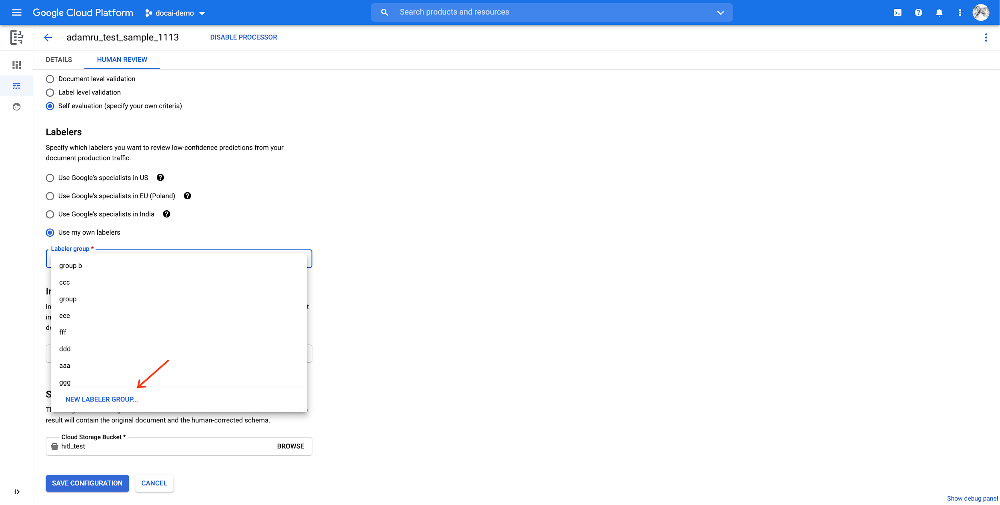 Google Cloud Platform docai-demo Search products and resources
adamru_test_sample_1113 DISABLE PROCESSOR
DETAILS HUMAN REVIEW
Document level validation
Label level validation
Self evaluation (specify your own criteria)
Labelers
Specify which labelers you want to review low-confidence predictions from your
document production traffic.
Use Google's specialists in US
Use Google's specialists in EU (Poland)
Use Google's specialists in India
Use my own labelers
Labeler group *
group b
ccc
group
eee
fff
ddd
aaa
ggg
NEW LABELER GROUP...
result will contain the original document and the human-corrected schema.
Cloud Storage Bucket *
hitl_test BROWSE
SAVE CONFIGURATION CANCEL
Show debug panel